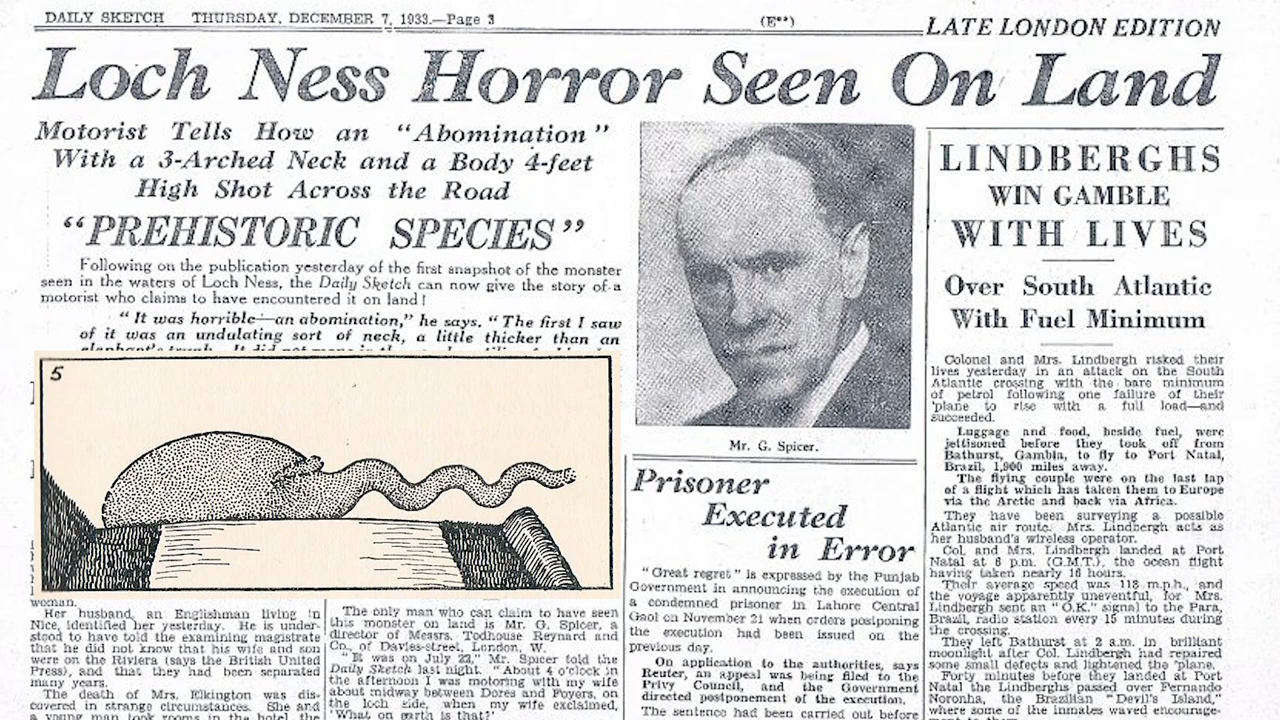 DAILY SKETCH THURSDAY, DECEMBER 7, 1933.—Page 3 (E**)
LATE LONDON EDITION
Loch Ness Horror Seen On Land
Motorist Tells How an "Abomination"
With a 3-Arched Neck and a Body 4-feet
High Shot Across the Road
"PREHISTORIC SPECIES"
Following on the publication yesterday of the first snapshot of the monster
seen in the waters of Loch Ness, the Daily Sketch can now give the story of a
motorist who claims to have encountered it on land!
"It was horrible—an abomination," he says. "The first I saw
of it was an undulating sort of neck, a little thicker than an
elephant's trunk.
5
woman.
Her husband, an Englishman living in
Nice, identified her yesterday. He is under-
stood to have told the examining magistrate
that he did not know that his wife and son
were on the Riviera (says the British United
Press), and that they had been separated
many years.
The death of Mrs. Elkington was dis-
covered in strange circumstances. She and
a young man took rooms in the hotel, the
The only man who can claim to have seen
this monster on land is Mr. G. Spicer, a
director of Messrs. Todhouse Reynard and
Co., of Davies-street, London, W.
"It was on July 22," Mr. Spicer told the
Daily Sketch last night. "About 4 o'clock in
the afternoon I was motoring with my wife
about midway between Dores and Foyers, on
the loch side, when my wife exclaimed,
'What on earth is that?'
Mr. G. Spicer.
Prisoner
Executed
in Error
"Great regret" is expressed by the Punjab
Government in announcing the execution of
a condemned prisoner in Lahore Central
Gaol on November 21 when orders postponing
the execution had been issued on the
previous day.
On application to the authorities, says
Reuter, an appeal was being filed to the
Privy Council, and the Government
directed postponement of the execution.
The sentence had been carried out before
LINDBERGHS
WIN GAMBLE
WITH LIVES
Over South Atlantic
With Fuel Minimum
Colonel and Mrs. Lindbergh risked their
lives yesterday in an attack on the South
Atlantic crossing with the bare minimum
of petrol following one failure of their
'plane to rise with a full load—and
succeeded.
Luggage and food, beside fuel, were
jettisoned before they took off from
Bathurst, Gambia, to fly to Port Natal,
Brazil, 1,900 miles away.
The flying couple were on the last lap
of a flight which has taken them to Europe
via the Arctic and back via Africa.
They have been surveying a possible
Atlantic air route. Mrs. Lindbergh acts as
her husband's wireless operator.
Col. and Mrs. Lindbergh landed at Port
Natal at 6 p.m. (G.M.T.), the ocean flight
having taken nearly 16 hours.
Their average speed was 118 m.p.h., and
the voyage apparently uneventful, for Mrs.
Lindbergh sent an "O.K." signal to the Para,
Brazil, radio station every 15 minutes during
the crossing.
They left Bathurst at 2 a.m. in brilliant
moonlight after Col. Lindbergh had repaired
some small defects and lightened the 'plane.
Forty minutes before they landed at Port
Natal the Lindberghs passed over Fernando
Noronha, the Brazilian "Devil's Island,"
where some of the inmates waved encourage-